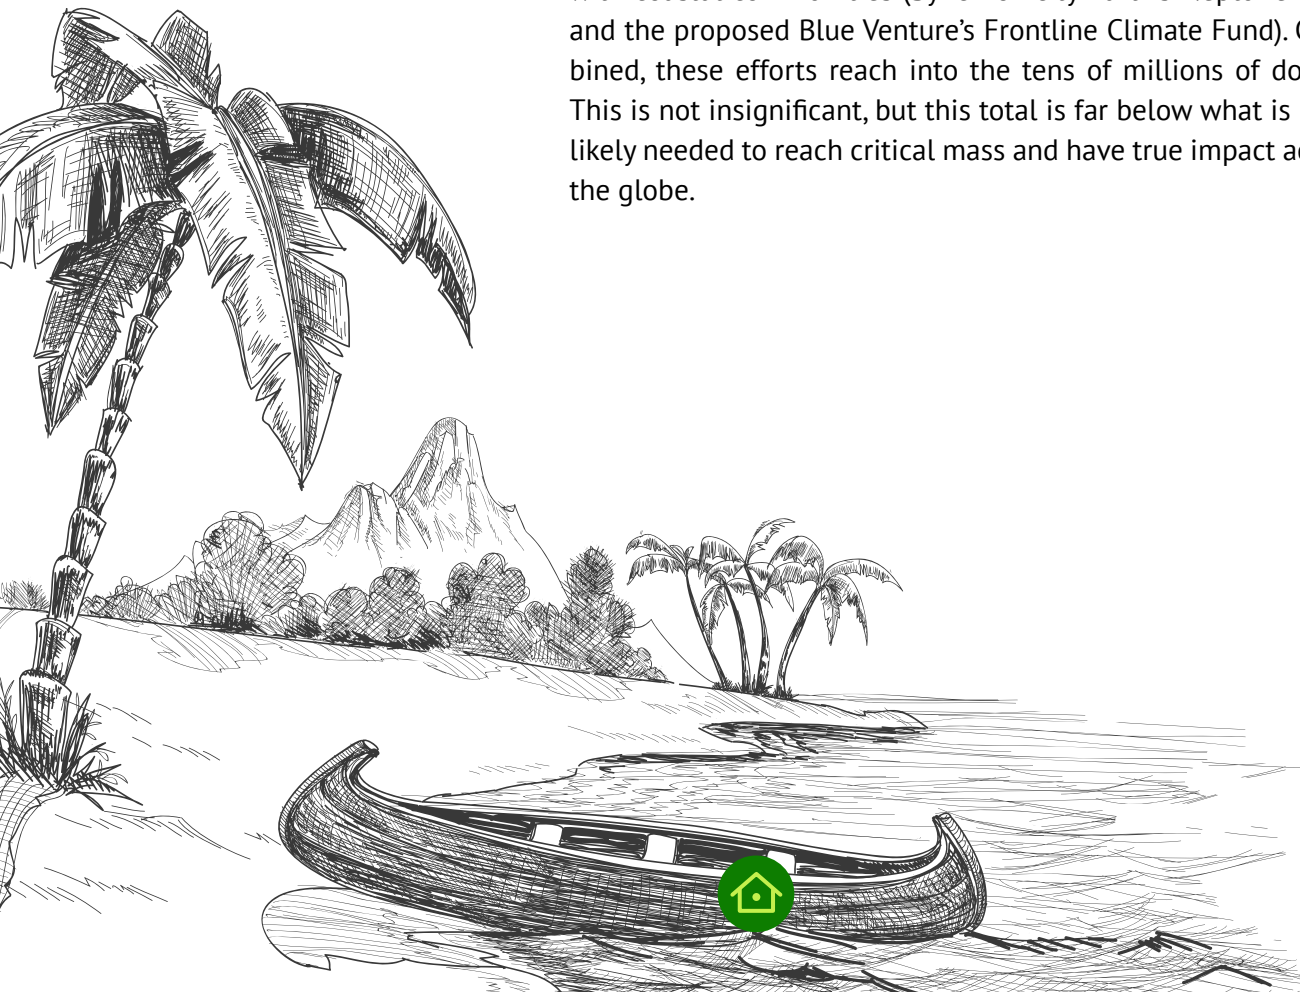 and the proposed Blue Venture’s Frontline Climate Fund).
bined, these efforts reach into the tens of millions of
This is not insignificant, but this total is far below what is
likely needed to reach critical mass and have true impact
the globe.